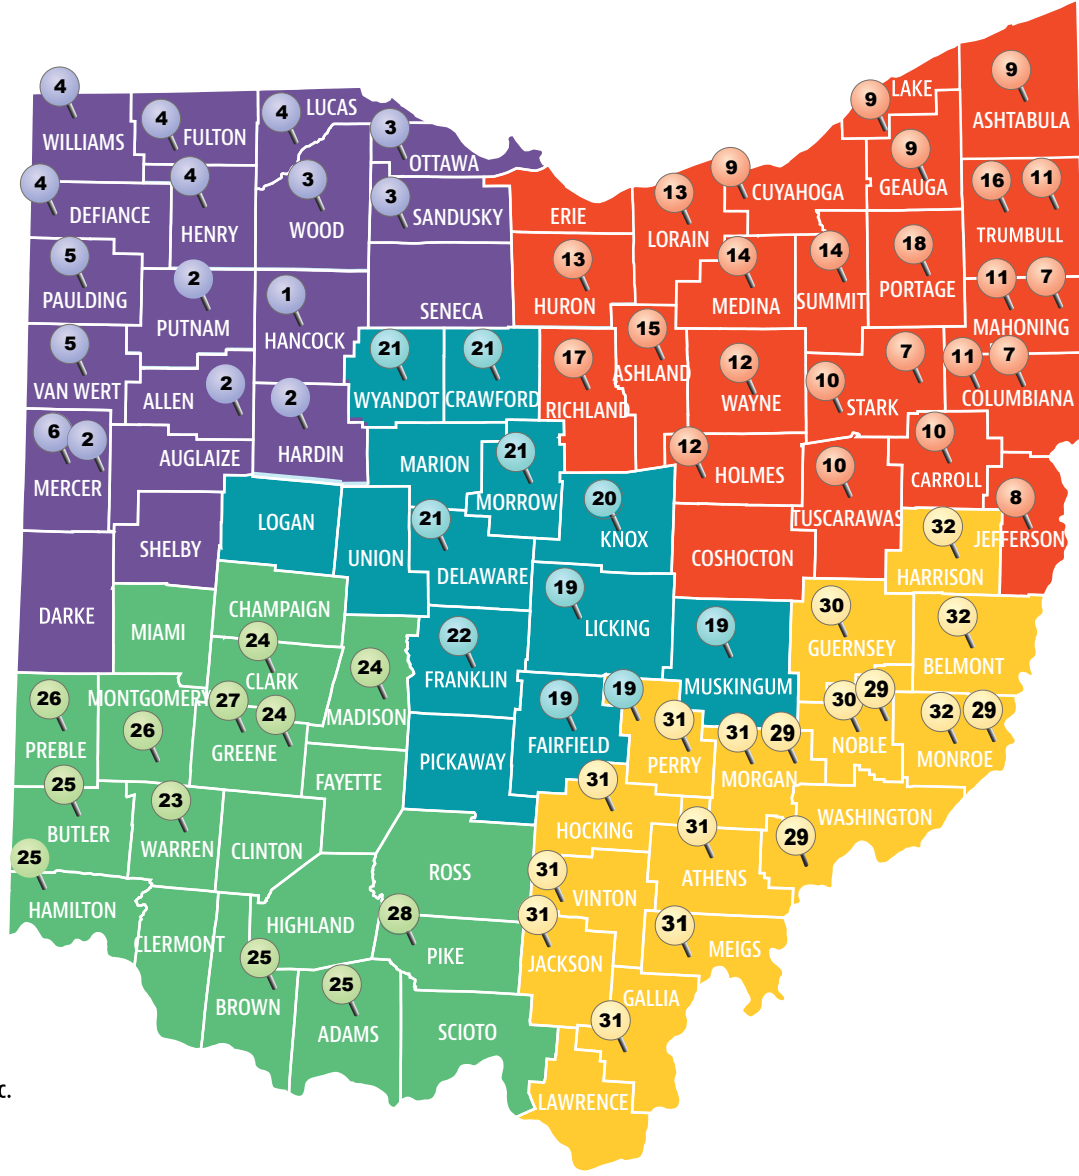 4
WILLIAMS
4
FULTON
4
LUCAS
3
OTTAWA
4
DEFIANCE
4
HENRY
3
WOOD
3
SANDUSKY
5
PAULDING
2
PUTNAM
1
HANCOCK
SENECA
5
VAN WERT
2
ALLEN
2
HARDIN
6
2
MERCER
AUGLAIZE
SHELBY
DARKE
9
LAKE
9
ASHTABULA
9
GEAUGA
9
CUYAHOGA
16
11
TRUMBULL
ERIE
13
LORAIN
13
HURON
14
MEDINA
14
SUMMIT
18
PORTAGE
11
7
MAHONING
17
RICHLAND
15
ASHLAND
12
WAYNE
10
7
STARK
11
7
COLUMBIANA
12
HOLMES
10
TUSCARAWAS
10
CARROLL
8
JEFFERSON
COSHOCTON
21
WYANDOT
21
CRAWFORD
MARION
21
MORROW
LOGAN
UNION
21
DELAWARE
20
KNOX
19
LICKING
22
FRANKLIN
19
MUSKINGUM
19
FAIRFIELD
19
PICKAWAY
CHAMPAIGN
MIAMI
24
CLARK
24
MADISON
26
PREBLE
MONTGOMERY
26
27
24
GREENE
FAYETTE
25
BUTLER
23
WARREN
CLINTON
ROSS
25
HAMILTON
CLERMONT
HIGHLAND
28
PIKE
25
BROWN
25
ADAMS
SCIOTO
32
HARRISON
30
GUERNSEY
32
BELMONT
31
PERRY
31
29
MORGAN
30
29
NOBLE
32
29
MONROE
31
HOCKING
31
ATHENS
29
WASHINGTON
31
VINTON
31
JACKSON
31
MEIGS
31
GALLIA
LAWRENCE
c.